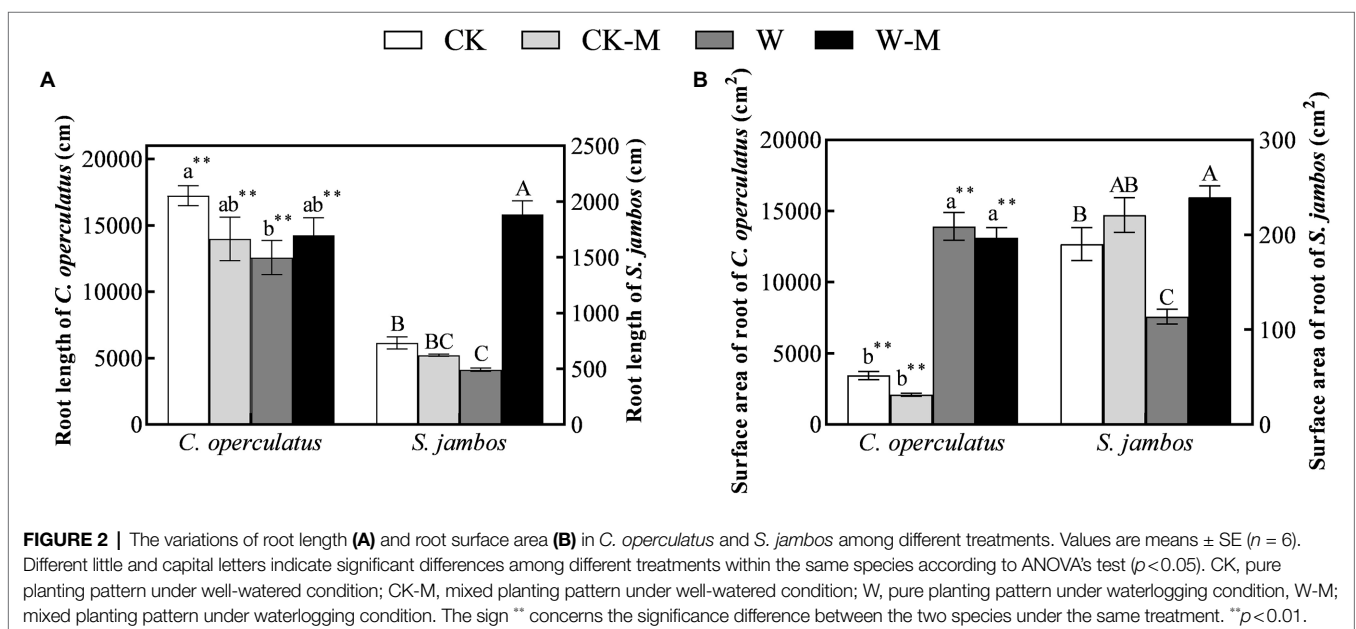 CK CK-M W W-M
A
Root length of C. operculatus (cm)
20000
15000
10000
5000
0
a**
ab**
b**
ab**
B
BC
C
A
2500
2000
1500
1000
500
0
Root length of S. jambos (cm)
C. operculatus S. jambos
B
Surface area of root of C. operculatus (cm²)
20000
15000
10000
5000
0
b**
b**
a**
a**
B
AB
C
A
300
200
100
0
Surface area of root of S. jambos (cm²)
C. operculatus S. jambos
FIGURE 2 | The variations of root length (A) and root surface area (B) in C. operculatus and S. jambos among different treatments. Values are means ± SE (n = 6).
Different little and capital letters indicate significant differences among different treatments within the same species according to ANOVA's test (p<0.05). CK, pure
planting pattern under well-watered condition; CK-M, mixed planting pattern under well-watered condition; W, pure planting pattern under waterlogging condition, W-M;
mixed planting pattern under waterlogging condition. The sign ** concerns the significance difference between the two species under the same treatment. **p<0.01.